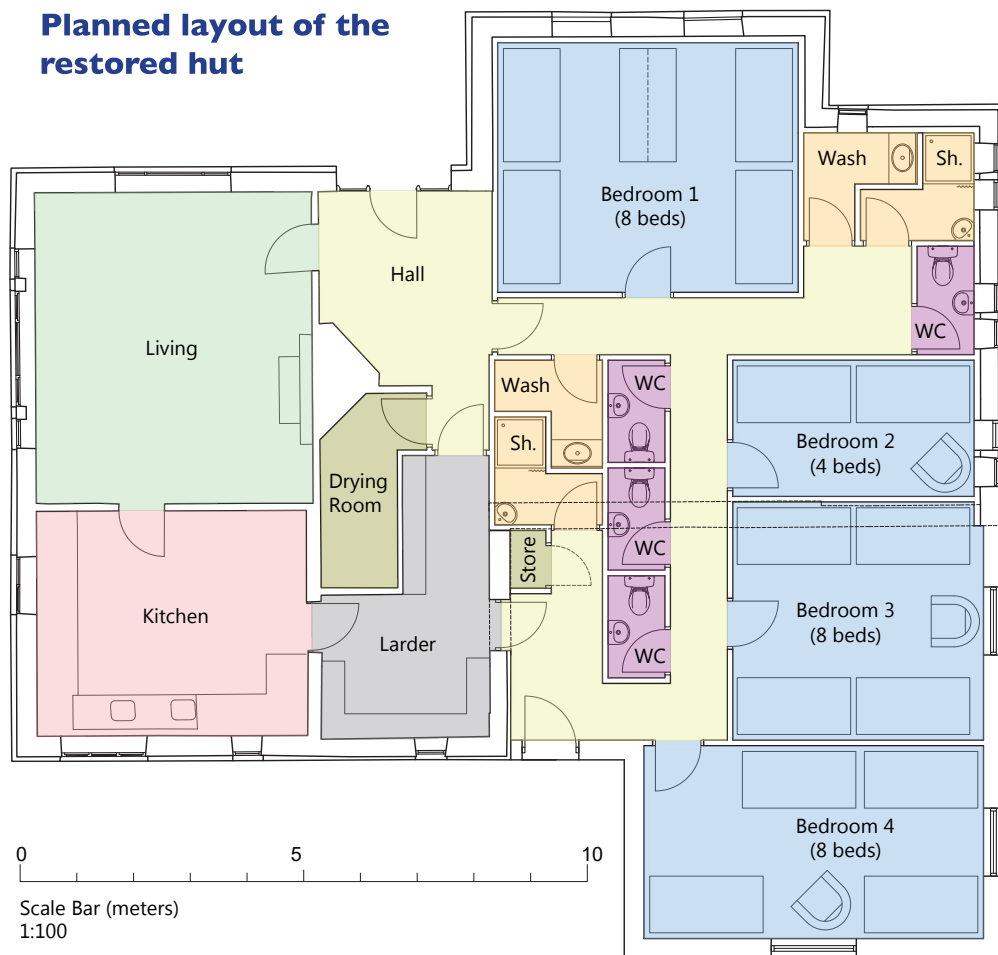 Planned layout of the
restored hut
Wash
Sh.
Bedroom 1
(8 beds)
Hall
WC
Living
Wash
WC
Bedroom 2
(4 beds)
Sh.
Drying
Room
WC
Store
Kitchen
Bedroom 3
(8 beds)
Larder
WC
Bedroom 4
(8 beds)
0
5
10
Scale Bar (meters)
1:100